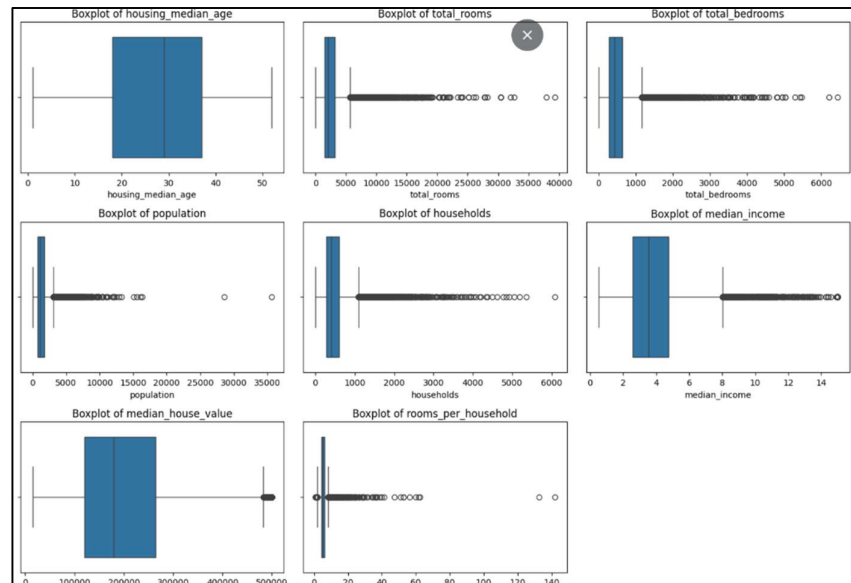 Boxplot of housing_median_age
Boxplot of total_rooms
Boxplot of total_bedrooms
0 10 20 30 40 50
0 5000 10000 15000 20000 25000 30000 35000 40000
0 1000 2000 3000 4000 5000 6000
housing_median_age
total_rooms
total_bedrooms
Boxplot of population
Boxplot of households
Boxplot of median_income
0 5000 10000 15000 20000 25000 30000 35000
0 1000 2000 3000 4000 5000 6000
0 2 4 6 8 10 12 14
population
households
median_income
Boxplot of median_house_value
Boxplot of rooms_per_household
0 100000 200000 300000 400000 500000
0 20 40 60 80 100 120 140